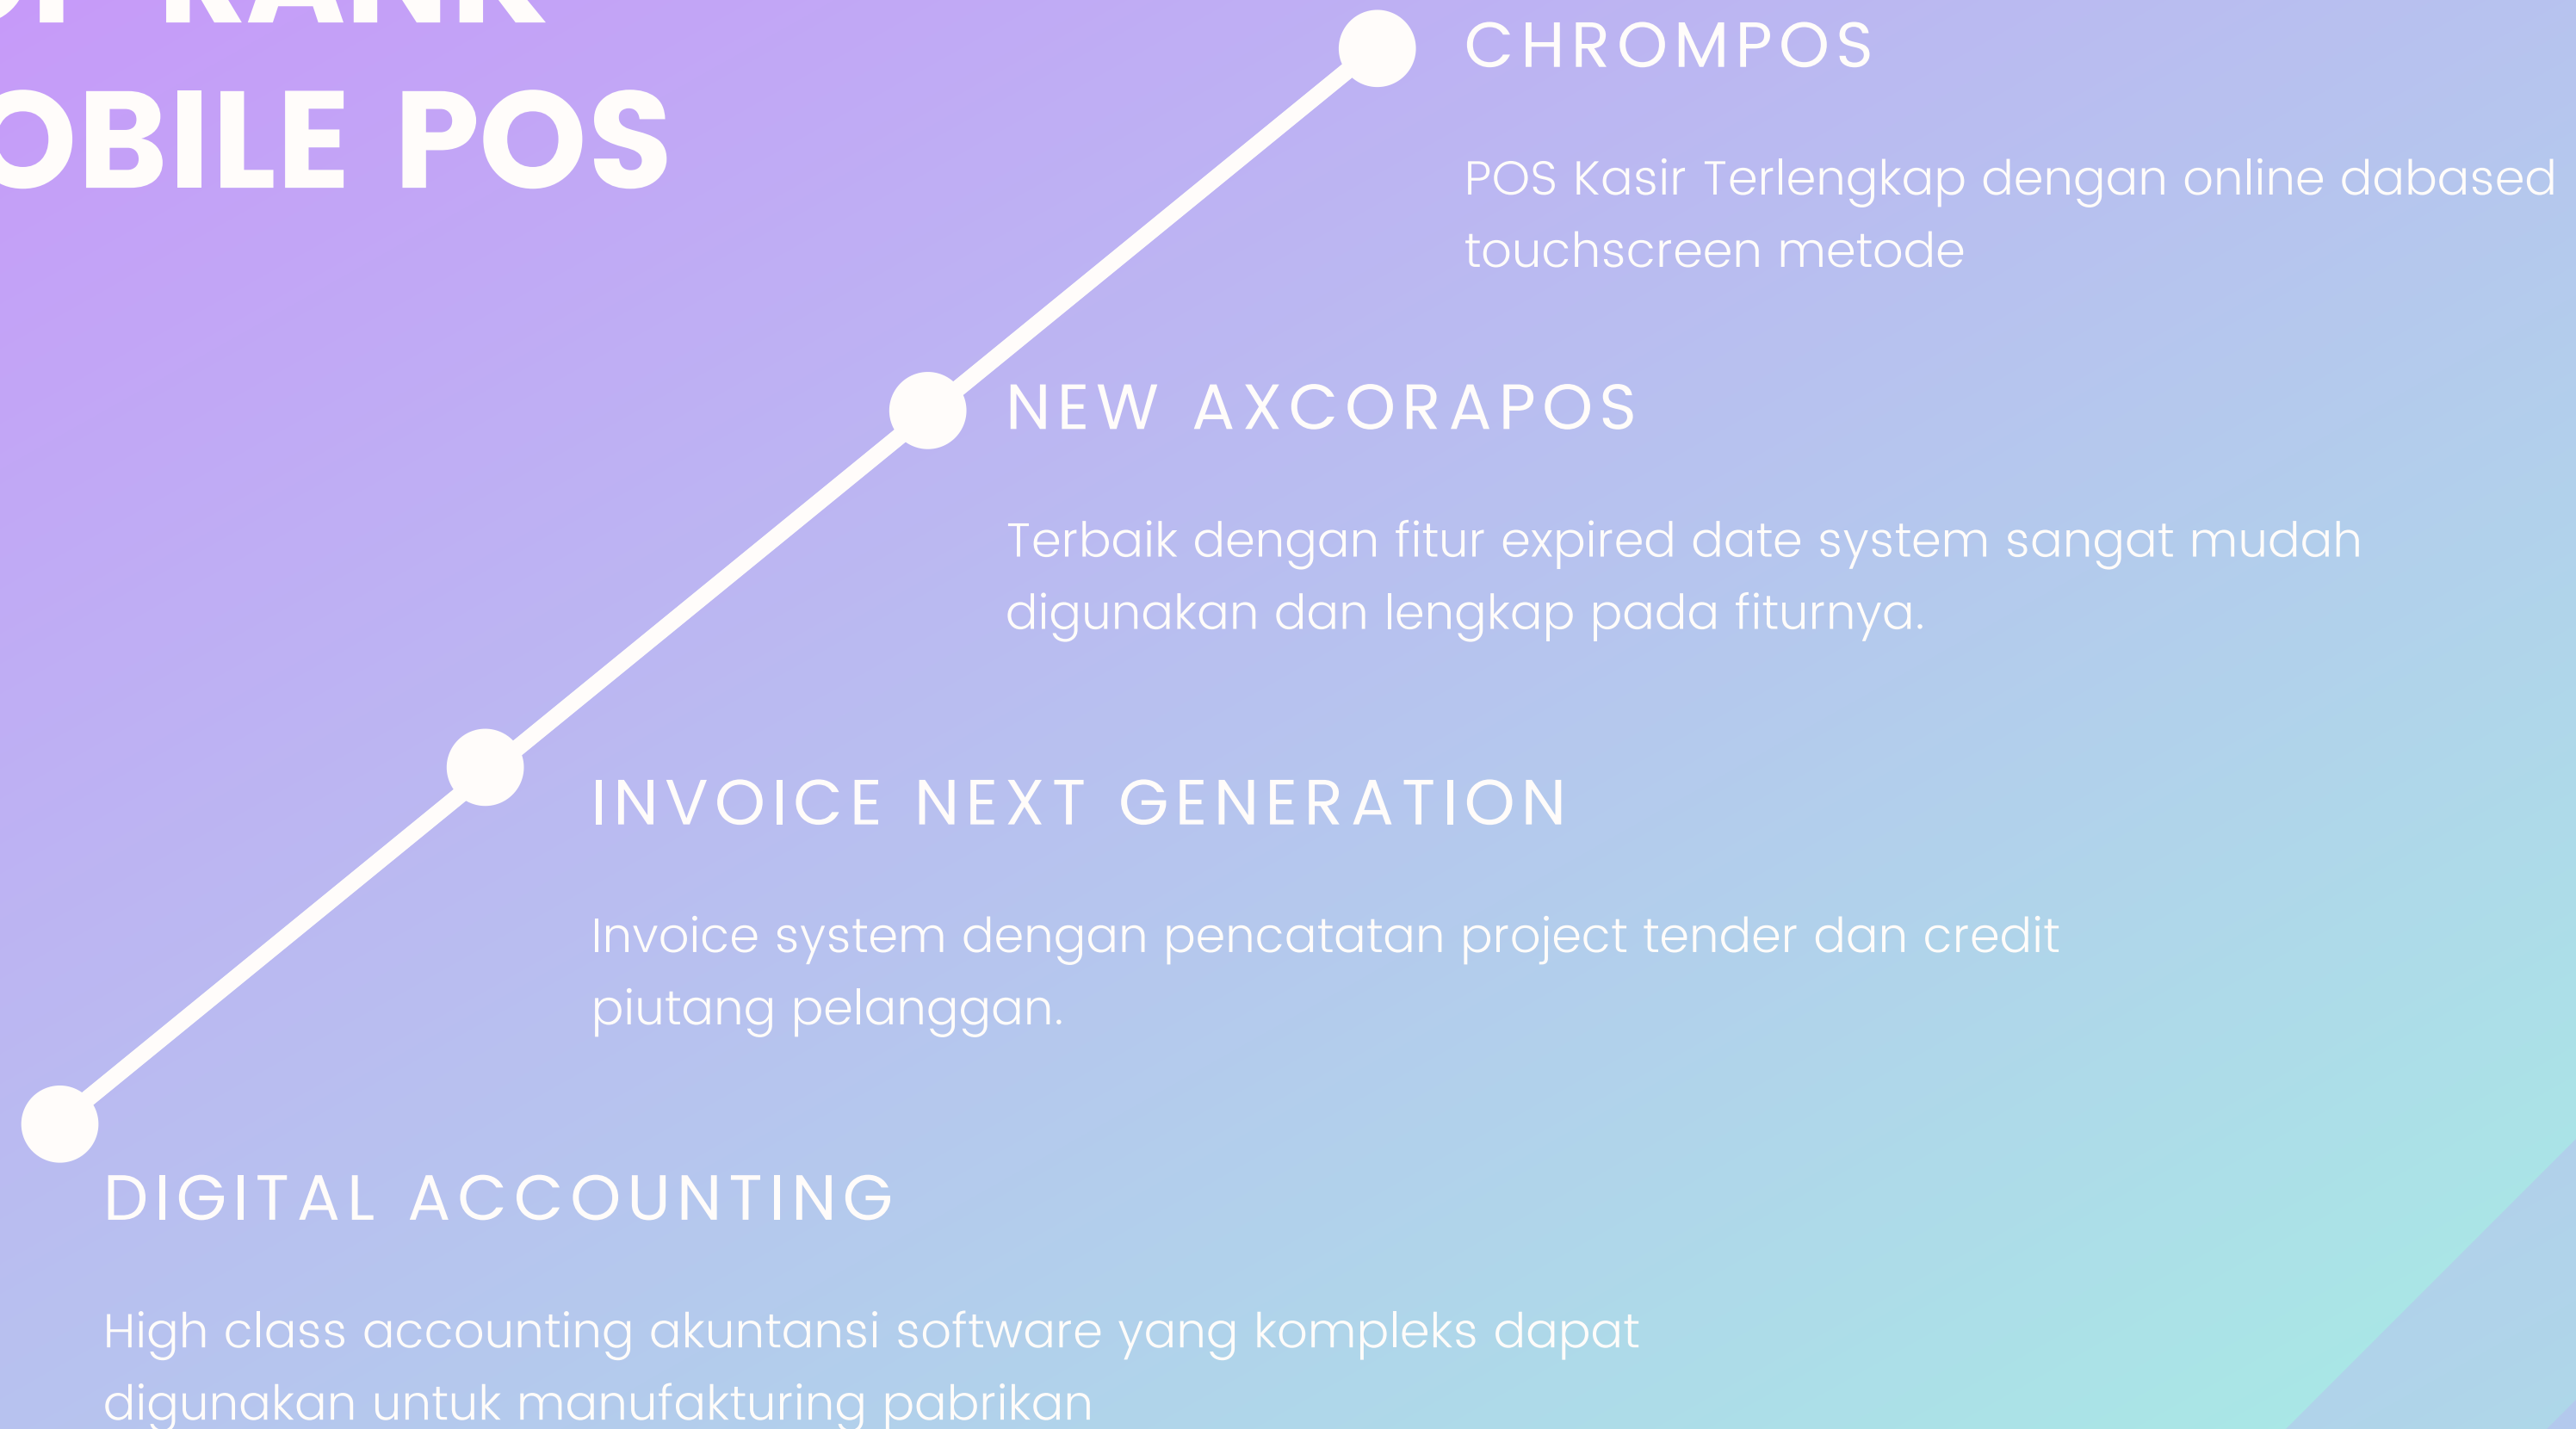 RANK
OBILE POS
CHROMPOS
POS Kasir Terlengkap dengan online dabased
touchscreen metode
NEW AXCORAPOS
Terbaik dengan fitur expired date system sangat mudah
digunakan dan lengkap pada fiturnya.
INVOICE NEXT GENERATION
Invoice system dengan pencatatan project tender dan credit
piutang pelanggan.
DIGITAL ACCOUNTING
High class accounting akuntansi software yang kompleks dapat
digunakan untuk manufakturing pabrikan